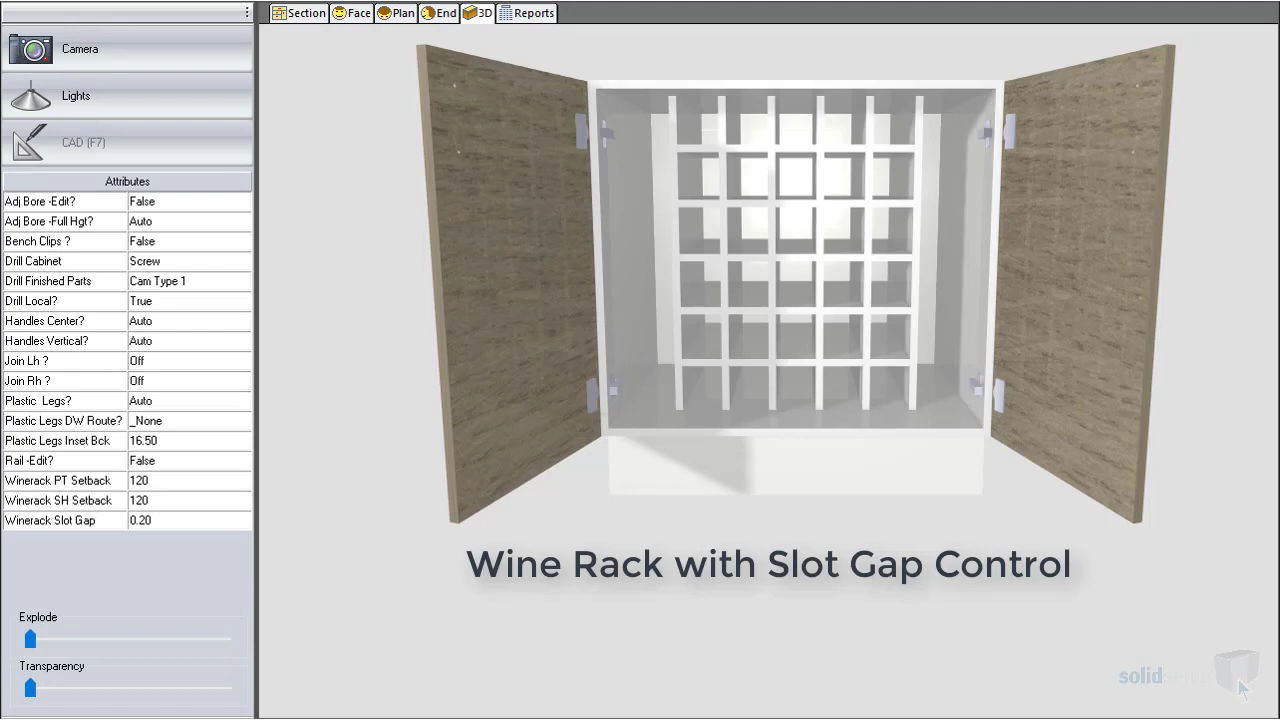 Section Face Plan End 3D Reports
Camera
Lights
CAD (F7)
Attributes
Adj Bore -Edit? False
Adj Bore -Full Hgt? Auto
Bench Clips ? False
Drill Cabinet Screw
Drill Finished Parts Cam Type 1
Drill Local? True
Handles Center? Auto
Handles Vertical? Auto
Join Lh ? Off
Join Rh ? Off
Plastic Legs? Auto
Plastic Legs DW Route? _None
Plastic Legs Inset Bck 16.50
Rail -Edit? False
Winerack PT Setback 120
Winerack SH Setback 120
Winerack Slot Gap 0.20
Wine Rack with Slot Gap Control
Explode
Transparency